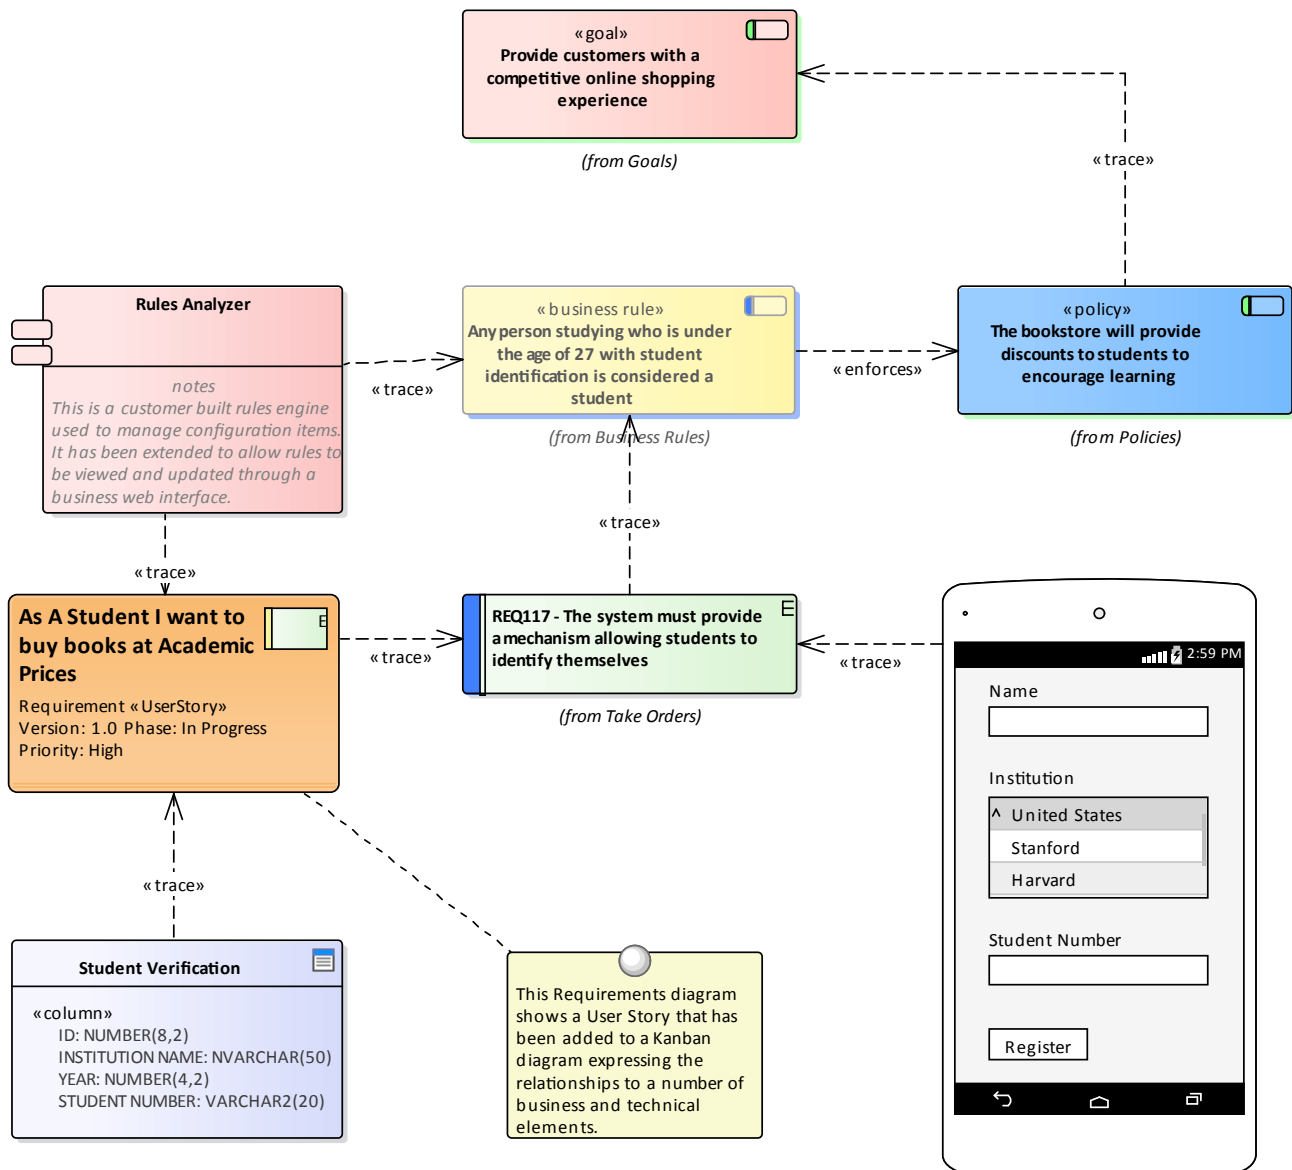 «goal»
Provide customers with a
competitive online shopping
experience
(from Goals)
«trace»
Rules Analyzer
notes
This is a customer built rules engine
used to manage configuration items.
It has been extended to allow rules to
be viewed and updated through a
business web interface.
«trace»
«business rule»
Any person studying who is under
the age of 27 with student
identification is considered a
student
(from Business Rules)
«enforces»
«policy»
The bookstore will provide
discounts to students to
encourage learning
(from Policies)
«trace»
«trace»
As A Student I want to
buy books at Academic
Prices
E
Requirement «UserStory»
Version: 1.0 Phase: In Progress
Priority: High
«trace»
REQ117 - The system must provide
a mechanism allowing students to
identify themselves
E
(from Take Orders)
«trace»
2:59 PM
Name
Institution
^ United States
Stanford
Harvard
Student Number
Register
«trace»
Student Verification
«column»
ID: NUMBER(8,2)
INSTITUTION NAME: NVARCHAR(50)
YEAR: NUMBER(4,2)
STUDENT NUMBER: VARCHAR2(20)
This Requirements diagram
shows a User Story that has
been added to a Kanban
diagram expressing the
relationships to a number of
business and technical
elements.